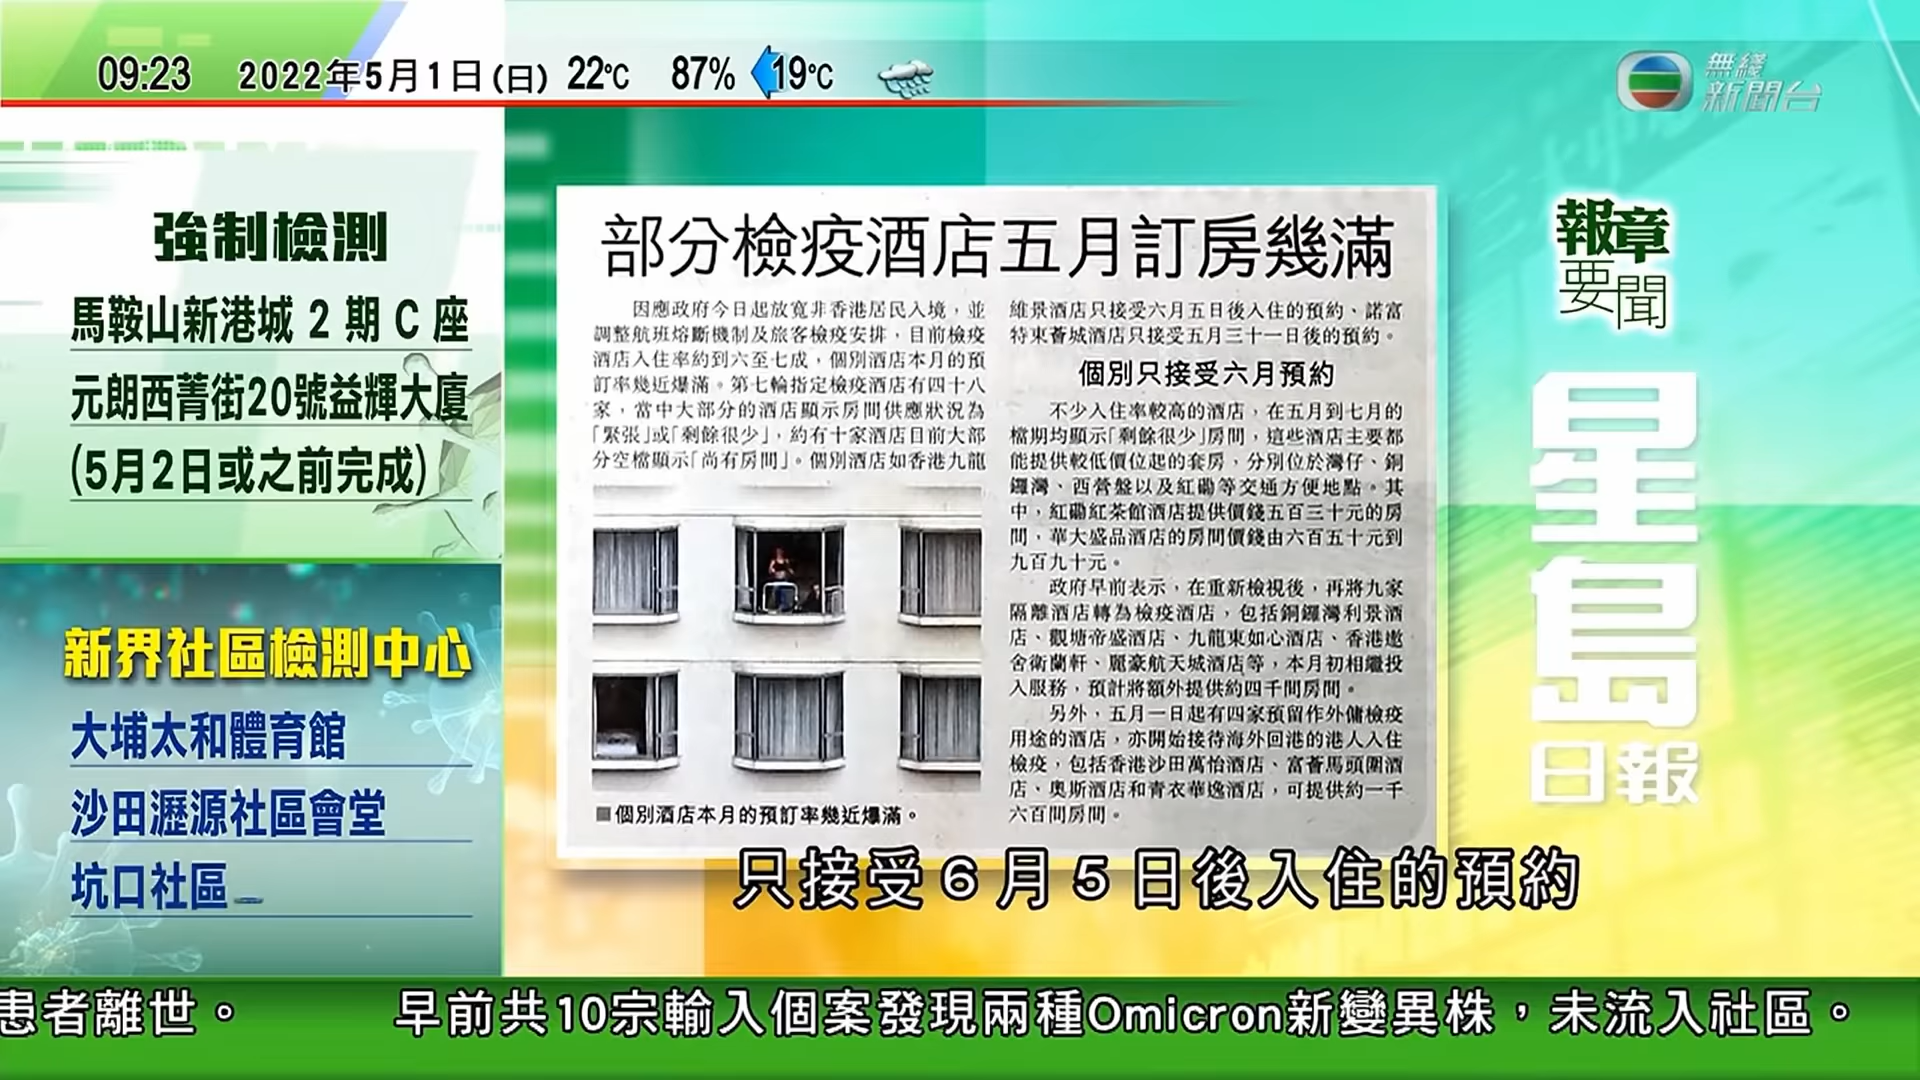 09:23 2022年5月1日(日) 22℃ 87% 19℃
無綫
新聞台
強制檢測
馬鞍山新港城 2 期 C 座
元朗西菁街20號益輝大廈
(5月2日或之前完成)
新界社區檢測中心
大埔太和體育館
沙田瀝源社區會堂
坑口社區
部分檢疫酒店五月訂房幾滿
因應政府今日起放寬非香港居民入境，並
調整航班熔斷機制及旅客檢疫安排，目前檢疫
酒店入住率約到六至七成，個別酒店本月的預
訂率幾近爆滿。第七輪指定檢疫酒店有四十八
家，當中大部分的酒店顯示房間供應狀況為
「緊張」或「剩餘很少」，約有十家酒店目前大部
分空檔顯示「尚有房間」。個別酒店如香港九龍
■個別酒店本月的預訂率幾近爆滿。
維景酒店只接受六月五日後入住的預約、諾富
特東薈城酒店只接受五月三十一日後的預約。
個別只接受六月預約
不少入住率較高的酒店，在五月到七月的
檔期均顯示「剩餘很少」房間，這些酒店主要都
能提供較低價位起的套房，分別位於灣仔、銅
鑼灣、西營盤以及紅磡等交通方便地點。其
中，紅磡紅茶館酒店提供價錢五百三十元的房
間，華大盛品酒店的房間價錢由六百五十元到
九百九十元。
政府早前表示，在重新檢視後，再將九家
隔離酒店轉為檢疫酒店，包括銅鑼灣利景酒
店、觀塘帝盛酒店、九龍東如心酒店、香港遨
舍衛蘭軒、麗豪航天城酒店等，本月初相繼投
入服務，預計將額外提供約四千間房間。
另外，五月一日起有四家預留作外傭檢疫
用途的酒店，亦開始接待海外回港的港人入住
檢疫，包括香港沙田萬怡酒店、富薈馬頭圍酒
店、奧斯酒店和青衣華逸酒店，可提供約一千
六百間房間。
報章
要聞
星島
日報
只接受６月５日後入住的預約
患者離世。 早前共10宗輸入個案發現兩種Omicron新變異株，未流入社區。